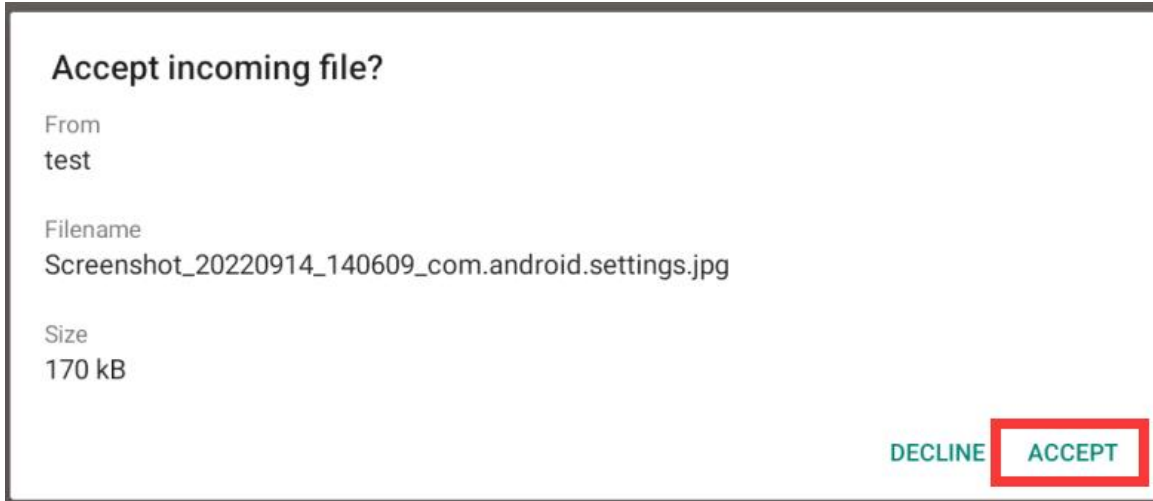 Accept incoming file?
From
test
Filename
Screenshot_20220914_140609_com.android.settings.jpg
Size
170 kB
DECLINE ACCEPT